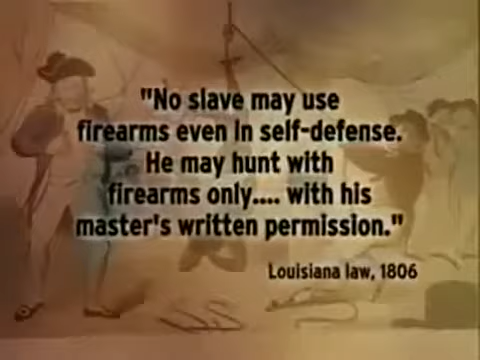 "No slave may use
firearms even in self-defense.
He may hunt with
firearms only.... with his
master's written permission."
Louisiana law, 1806